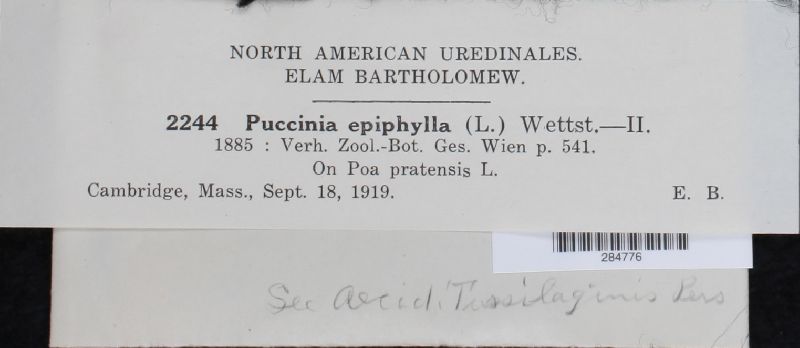 NORTH AMERICAN UREDINALES.
ELAM BARTHOLOMEW.
2244 Puccinia epiphylla (L.) Wettst.—II.
1885 : Verh. Zool.-Bot. Ges. Wien p. 541.
On Poa pratensis L.
Cambridge, Mass., Sept. 18, 1919. E. B.
284776
See Aecid. Tussilaginis Pers